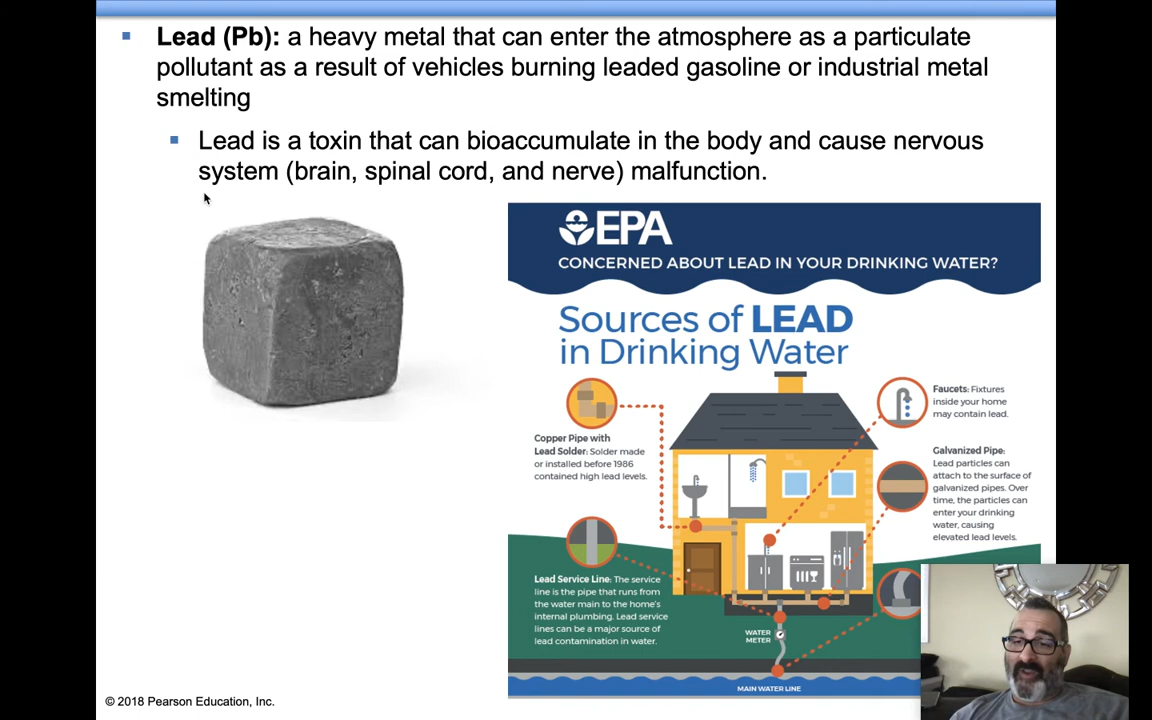 Lead (Pb): a heavy metal that can enter the atmosphere as a particulate
pollutant as a result of vehicles burning leaded gasoline or industrial metal
smelting
Lead is a toxin that can bioaccumulate in the body and cause nervous
system (brain, spinal cord, and nerve) malfunction.
EPA
CONCERNED ABOUT LEAD IN YOUR DRINKING WATER?
Sources of LEAD
in Drinking Water
Copper Pipe with
Lead Solder: Solder made
or installed before 1986
contained high lead levels.
Faucets: Fixtures
inside your home
may contain lead.
Galvanized Pipe:
Lead particles can
attach to the surface of
galvanized pipes. Over
time, the particles can
enter your drinking
water, causing
elevated lead levels.
Lead Service Line: The service
line is the pipe that runs from
the water main to the home's
internal plumbing. Lead service
lines can be a major source of
lead contamination in water.
WATER
METER
MAIN WATER LINE
© 2018 Pearson Education, Inc.